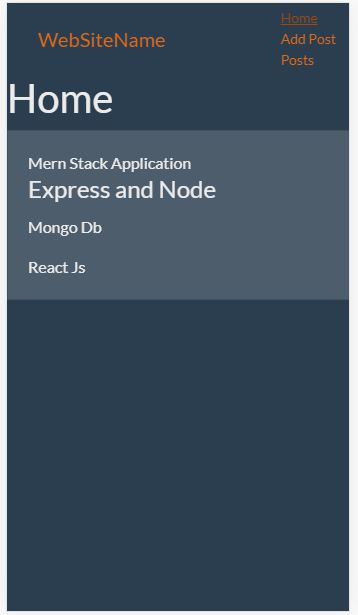 WebSiteName
Home
Add Post
Posts
Home
Mern Stack Application
Express and Node
Mongo Db
React Js